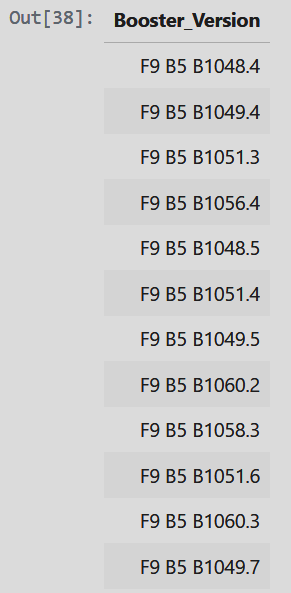 Out[38]: Booster_Version
F9 B5 B1048.4
F9 B5 B1049.4
F9 B5 B1051.3
F9 B5 B1056.4
F9 B5 B1048.5
F9 B5 B1051.4
F9 B5 B1049.5
F9 B5 B1060.2
F9 B5 B1058.3
F9 B5 B1051.6
F9 B5 B1060.3
F9 B5 B1049.7